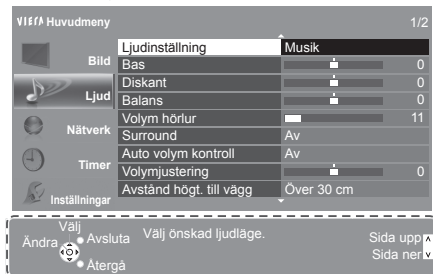 VIERA Huvudmeny 1/2
Bild
Ljud
Nätverk
Timer
Inställningar
Ljudinställning Musik
Bas 0
Diskant 0
Balans 0
Volym hörlur 11
Surround Av
Auto volym kontroll Av
Volymjustering 0
Avstånd högt. till vägg Över 30 cm
Välj
Ändra Avsluta
Återgå
Välj önskad ljudläge.
Sida upp
Sida ner